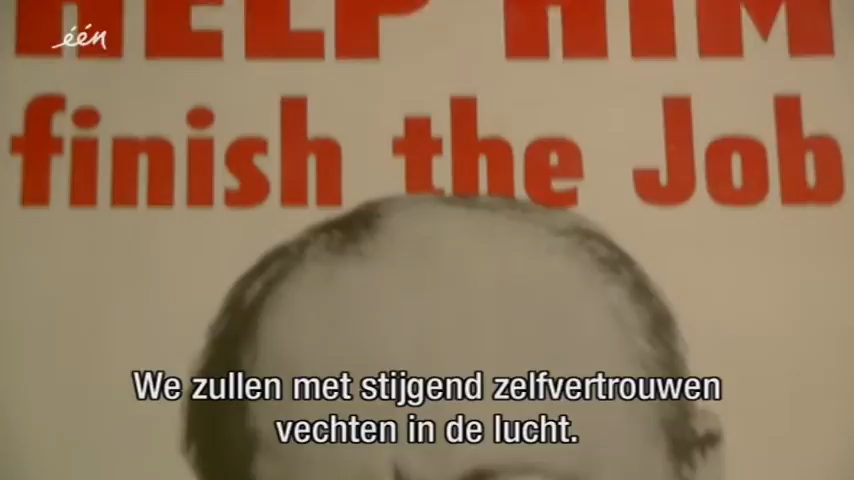 HELP HIM
één
finish the Job
We zullen met stijgend zelfvertrouwen
vechten in de lucht.